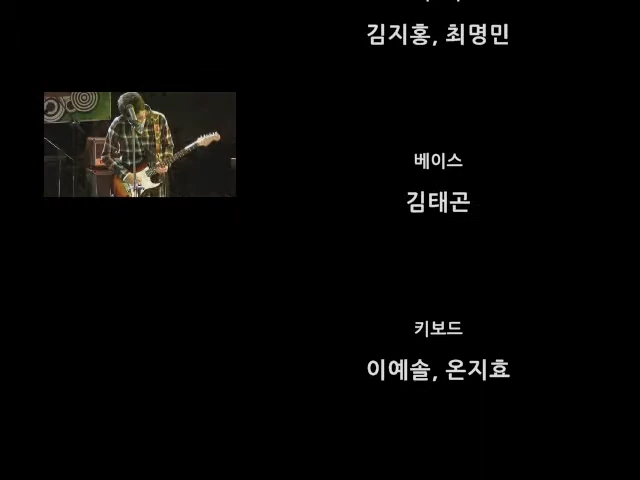 김지홍, 최명민
베이스
김태곤
키보드
이예솔, 온지효